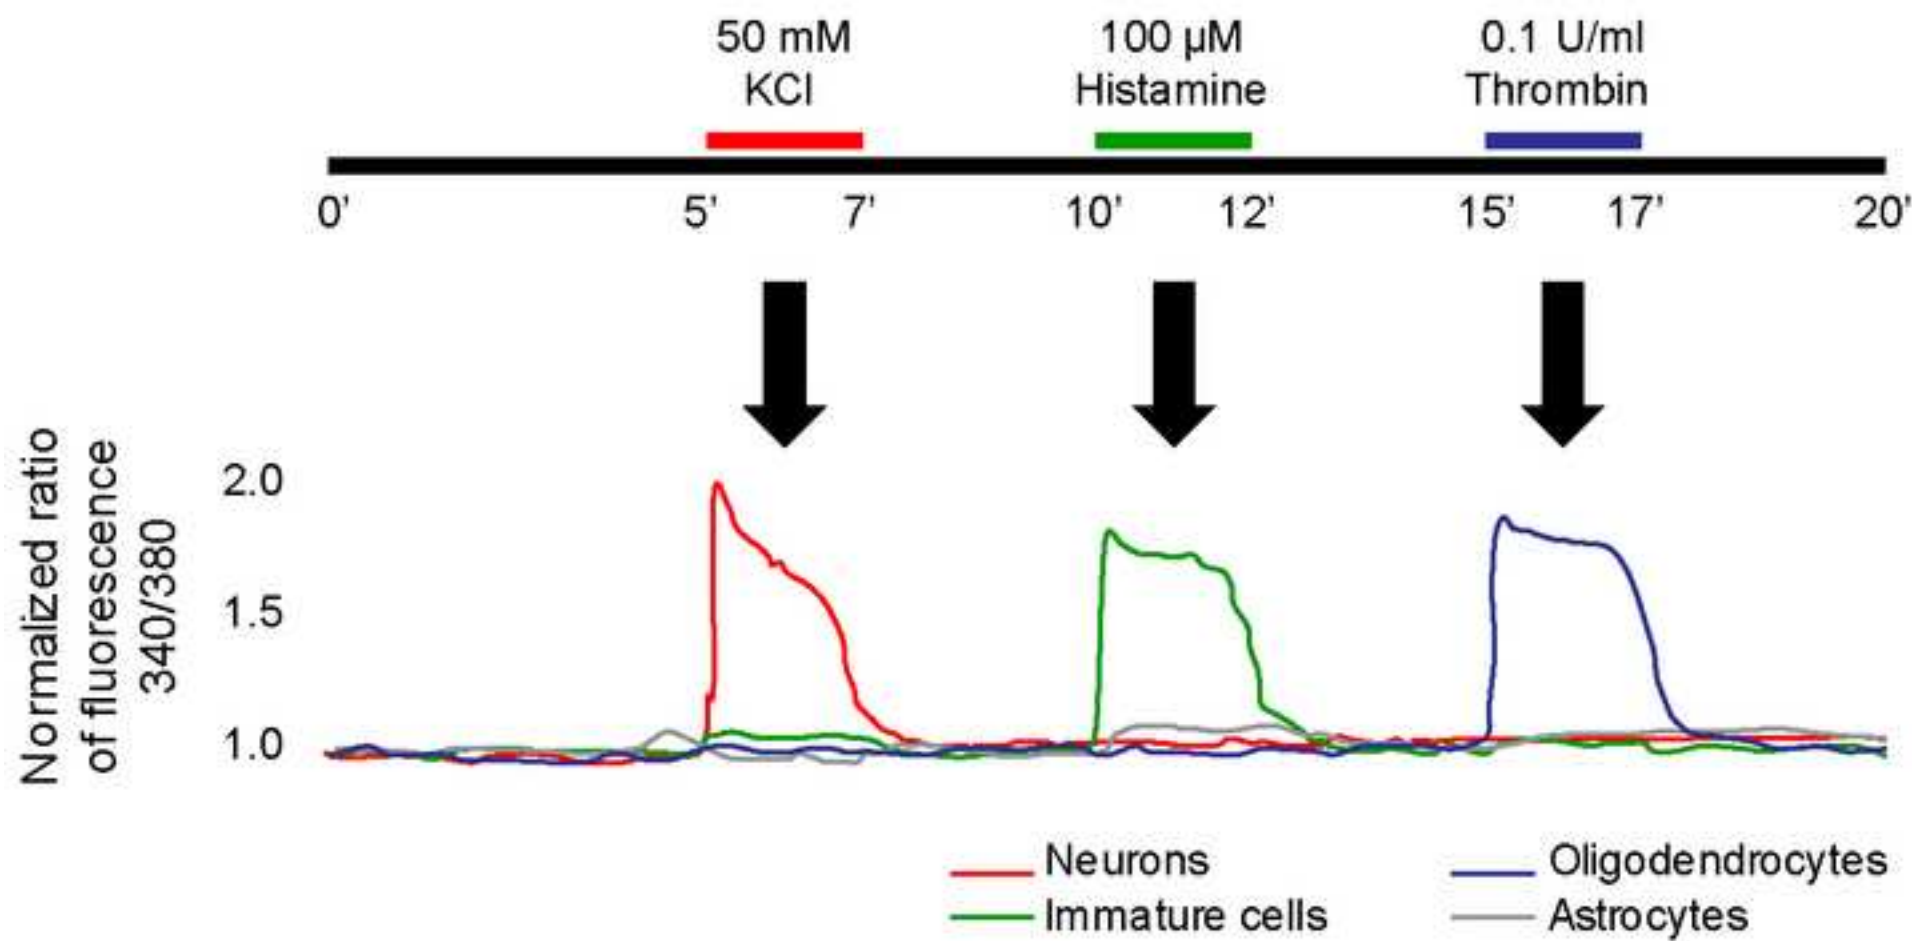 50 mM
KCl
100 µM
Histamine
0.1 U/ml
Thrombin
0'
5'
7'
10'
12'
15'
17'
20'
Normalized ratio
of fluorescence
340/380
2.0
1.5
1.0
Neurons
Immature cells
Oligodendrocytes
Astrocytes